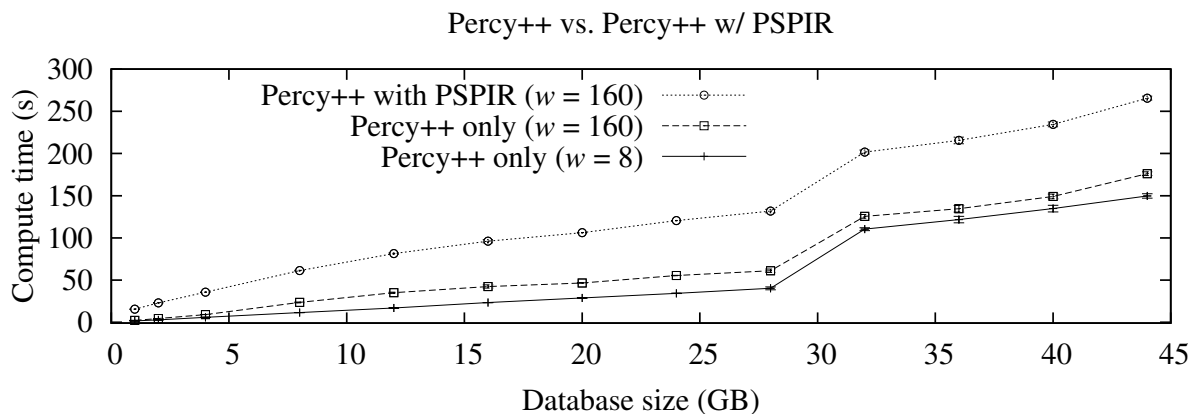 Percy++ vs. Percy++ w/ PSPIR
Compute time (s)
300
250
200
150
100
50
0
Percy++ with PSPIR (w = 160)
Percy++ only (w = 160)
Percy++ only (w = 8)
0 5 10 15 20 25 30 35 40 45
Database size (GB)